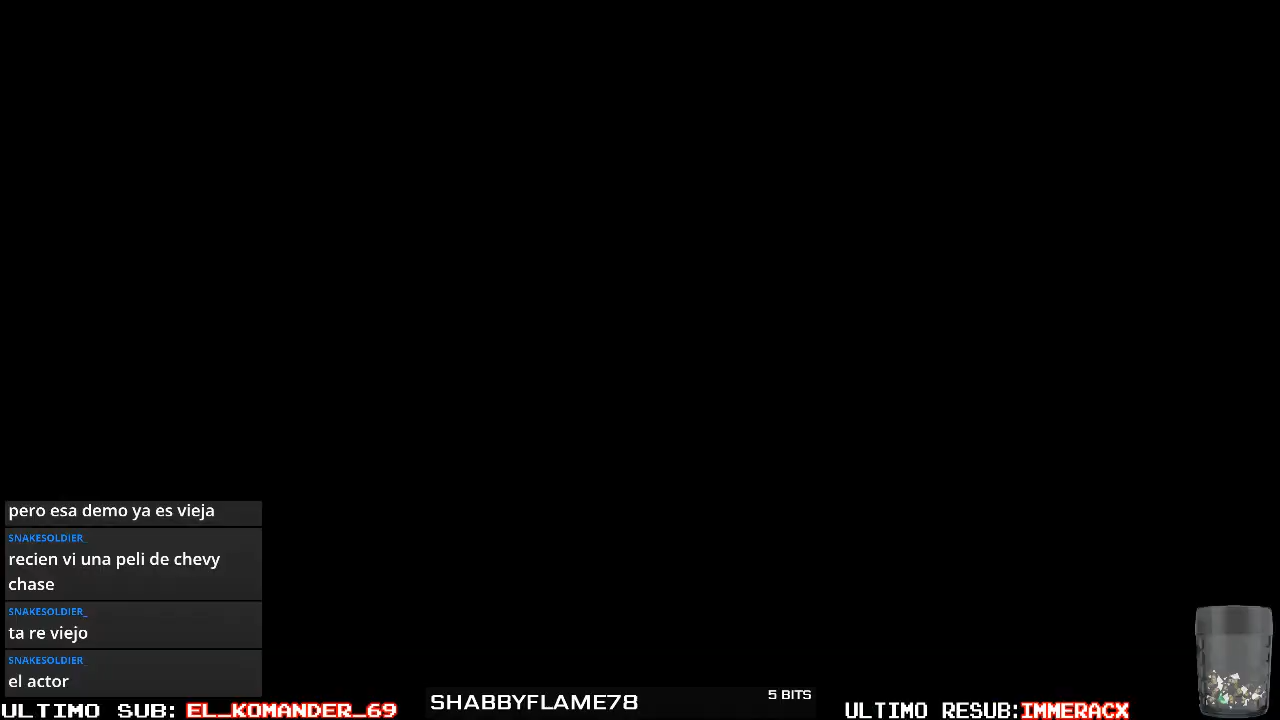 pero esa demo ya es vieja
SNAKESOLDIER_
recien vi una peli de chevy
chase
SNAKESOLDIER_
ta re viejo
SNAKESOLDIER_
el actor
ULTIMO SUB: EL_KOMANDER_69
SHABBYFLAME78
5 BITS
ULTIMO RESUB:IMMERACX